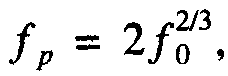 f_p = 2f_0^{2/3},